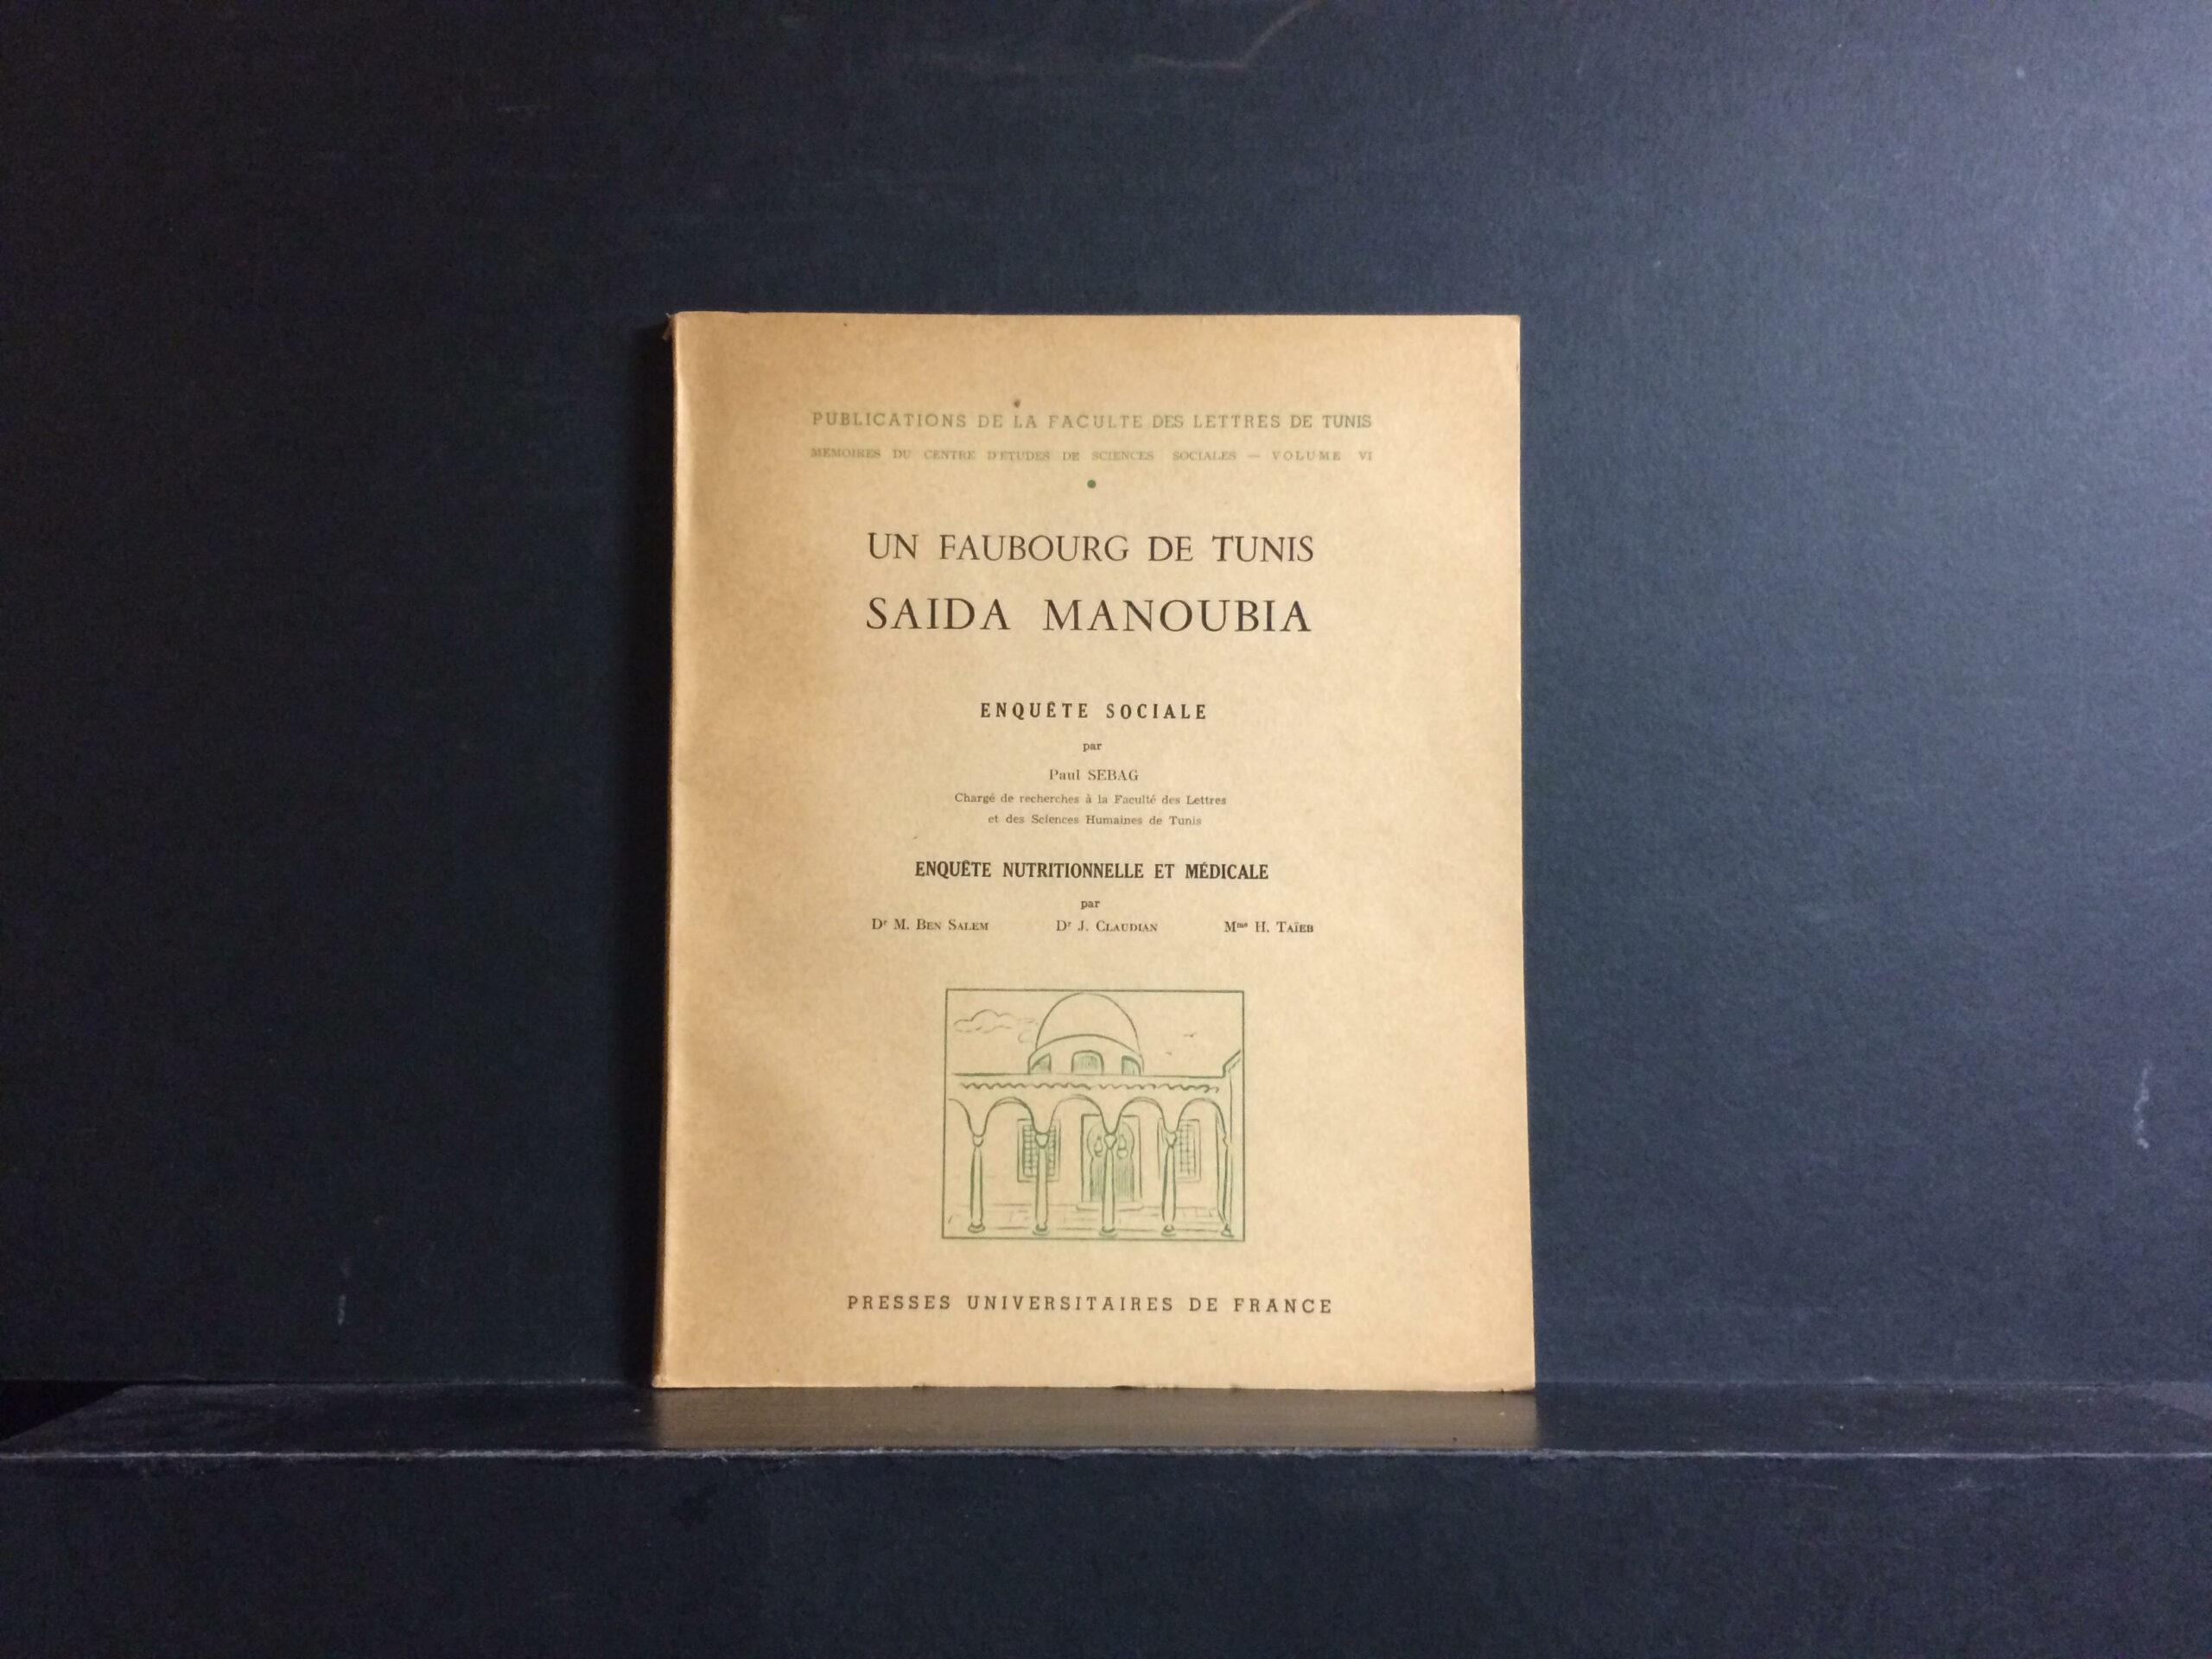 PUBLICATIONS DE LA FACULTE DES LETTRES DE TUNIS
MEMOIRES DU CENTRE D'ETUDES DE SCIENCES SOCIALES — VOLUME VI
UN FAUBOURG DE TUNIS
SAIDA MANOUBIA
ENQUÊTE SOCIALE
par
Paul SEBAG
Chargé de recherches à la Faculté des Lettres
et des Sciences Humaines de Tunis
ENQUÊTE NUTRITIONNELLE ET MÉDICALE
par
Dr M. BEN SALEM Dr J. CLAUDIAN Mme H. TAÏEB
PRESSES UNIVERSITAIRES DE FRANCE